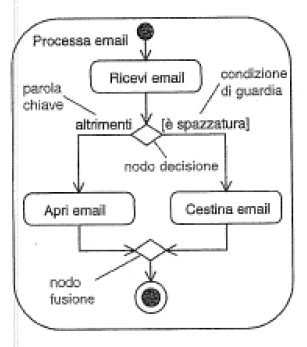 Processa email
Ricevi email
parola
chiave
condizione
di guardia
altrimenti
[è spazzatura]
nodo decisione
Apri email
Cestina email
nodo
fusione